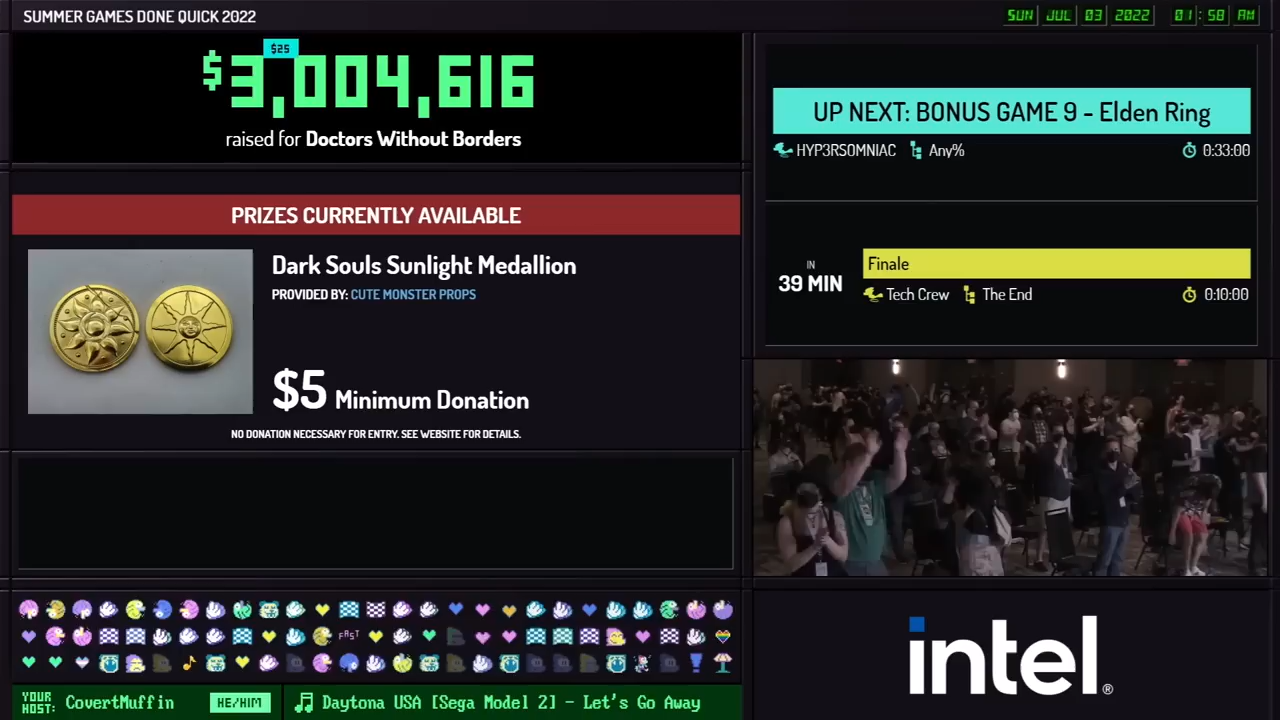 SUMMER GAMES DONE QUICK 2022
SUN JUL 03 2022 01:58 AM
$25
$3,004,616
raised for Doctors Without Borders
PRIZES CURRENTLY AVAILABLE
Dark Souls Sunlight Medallion
PROVIDED BY: CUTE MONSTER PROPS
$5 Minimum Donation
NO DONATION NECESSARY FOR ENTRY. SEE WEBSITE FOR DETAILS.
UP NEXT: BONUS GAME 9 - Elden Ring
HYP3RSOMNIAC Any% 0:33:00
IN
39 MIN
Finale
Tech Crew The End 0:10:00
FAST
YOUR HOST: CovertMuffin HE/HIM
Daytona USA [Sega Model 2] - Let's Go Away
intel®